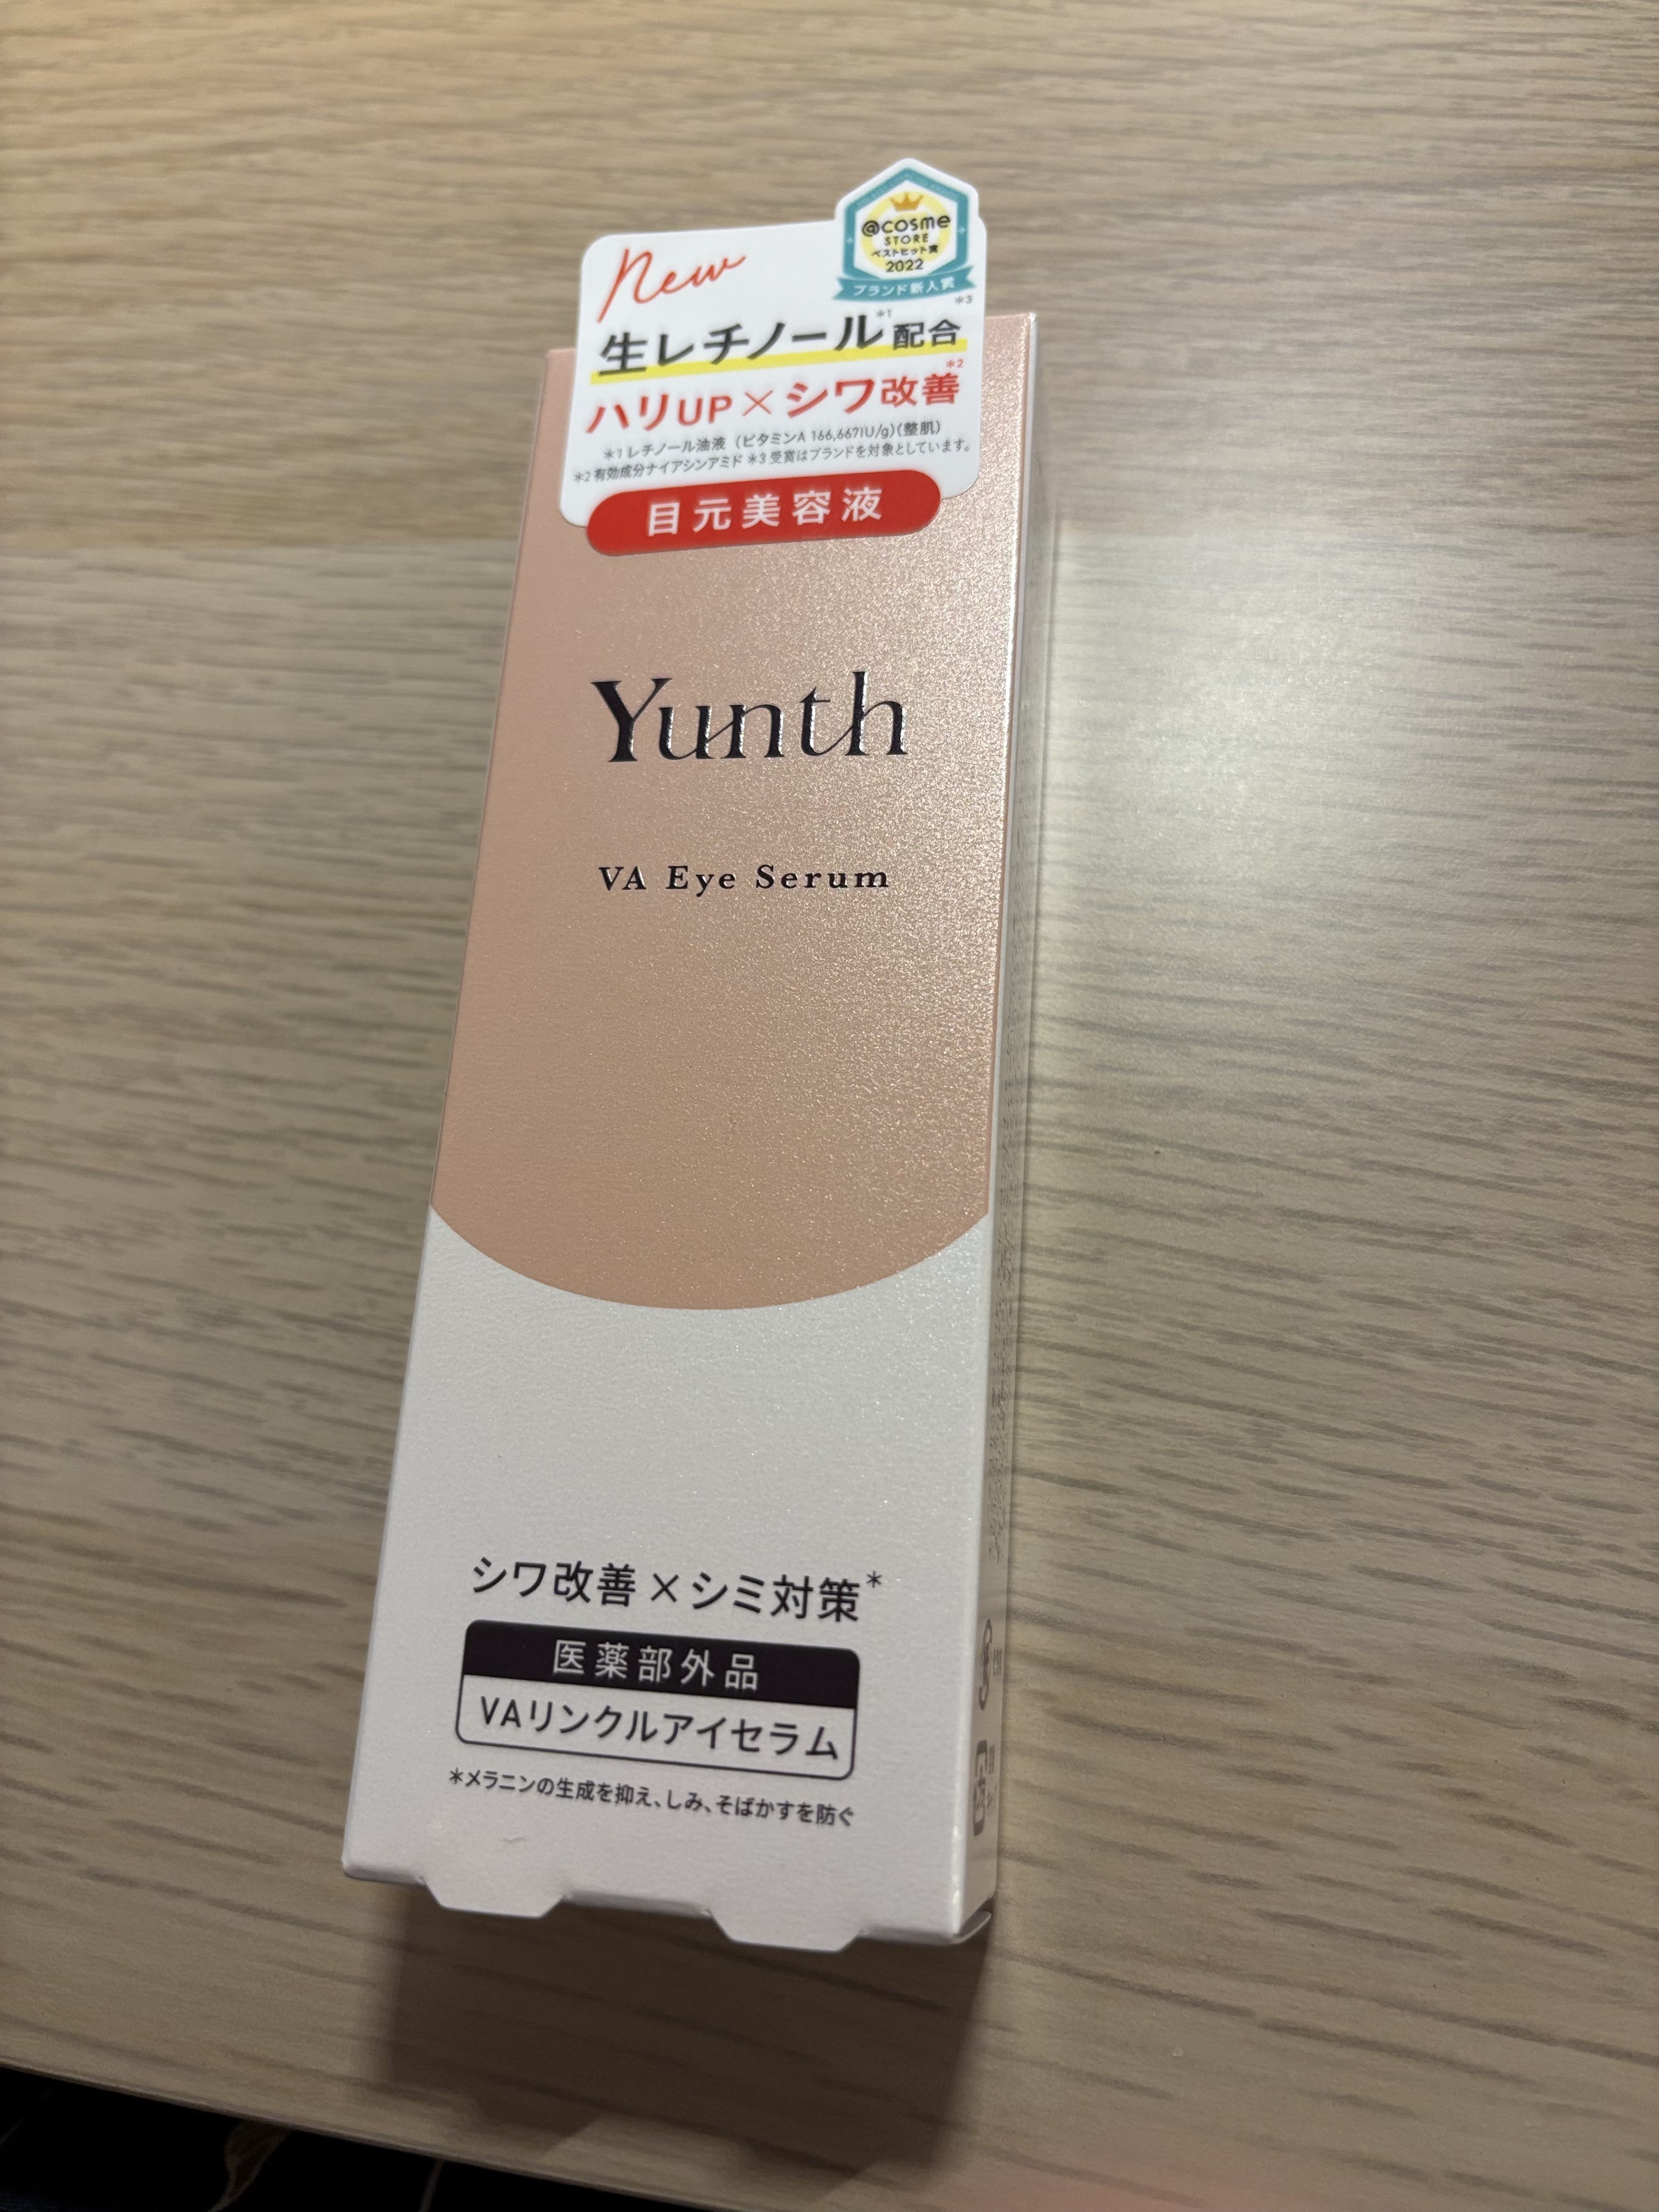 @cosme
STORE
ベストヒット賞
2022
ブランド新人賞
*3
New
生レチノール*1配合
ハリUP×シワ改善*2
*1 レチノール油液 (ビタミンA 166,667IU/g)(整肌)
*2 有効成分ナイアシンアミド *3 受賞はブランドを対象としています。
目元美容液
Yunth
VA Eye Serum
シワ改善×シミ対策*
医薬部外品
VAリンクルアイセラム
*メラニンの生成を抑え、しみ、そばかすを防ぐ